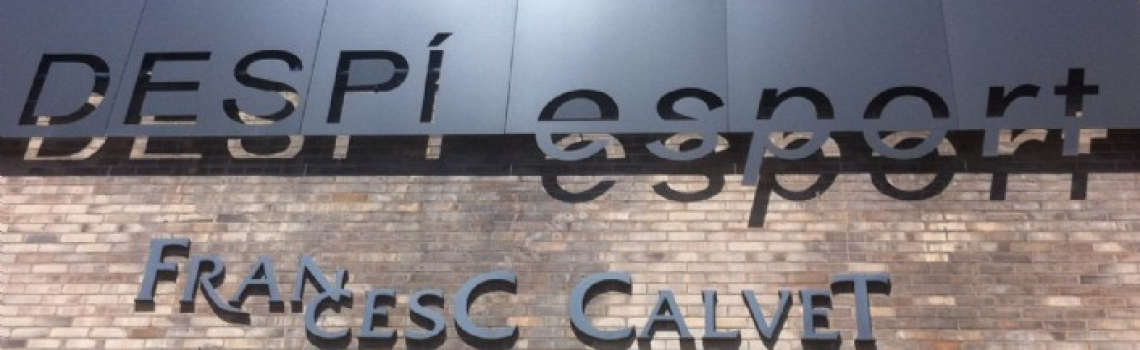 DESPÍ esport
FRANCESC CALVET